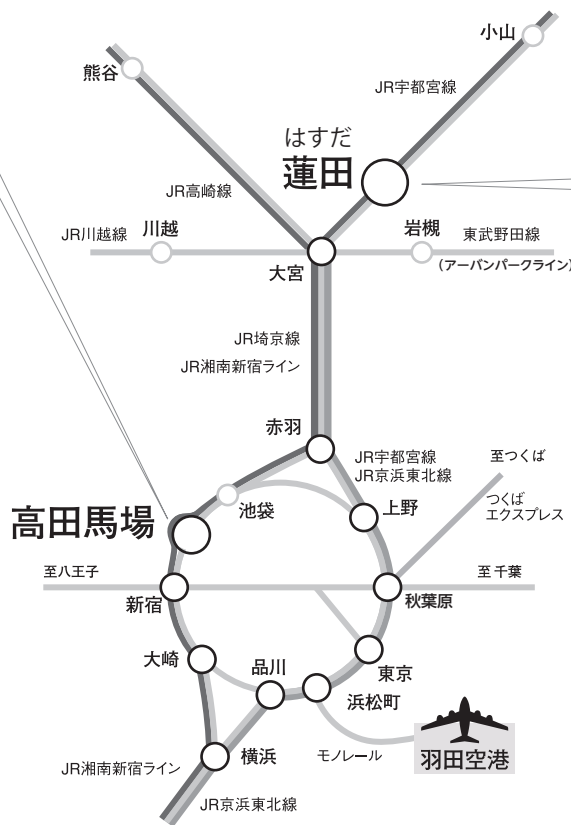 小山
熊谷
JR宇都宮線
はすだ
蓮田
JR高崎線
JR川越線
川越
岩槻
東武野田線
(アーバンパークライン)
大宮
JR埼京線
JR湘南新宿ライン
赤羽
JR宇都宮線
JR京浜東北線
至つくば
つくば
エクスプレス
池袋
上野
高田馬場
至八王子
至千葉
新宿
秋葉原
大崎
品川
東京
浜松町
横浜
モノレール
羽田空港
JR湘南新宿ライン
JR京浜東北線